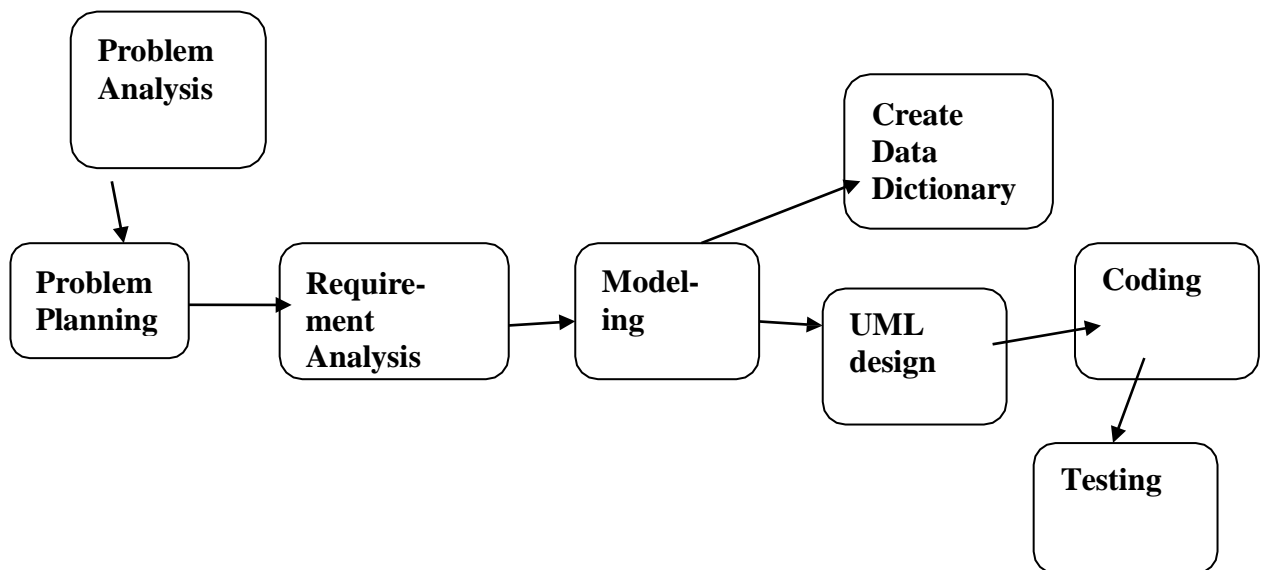 Problem
Analysis
Create
Data
Dictionary
Problem
Planning
Require-
ment
Analysis
Model-
ing
UML
design
Coding
Testing